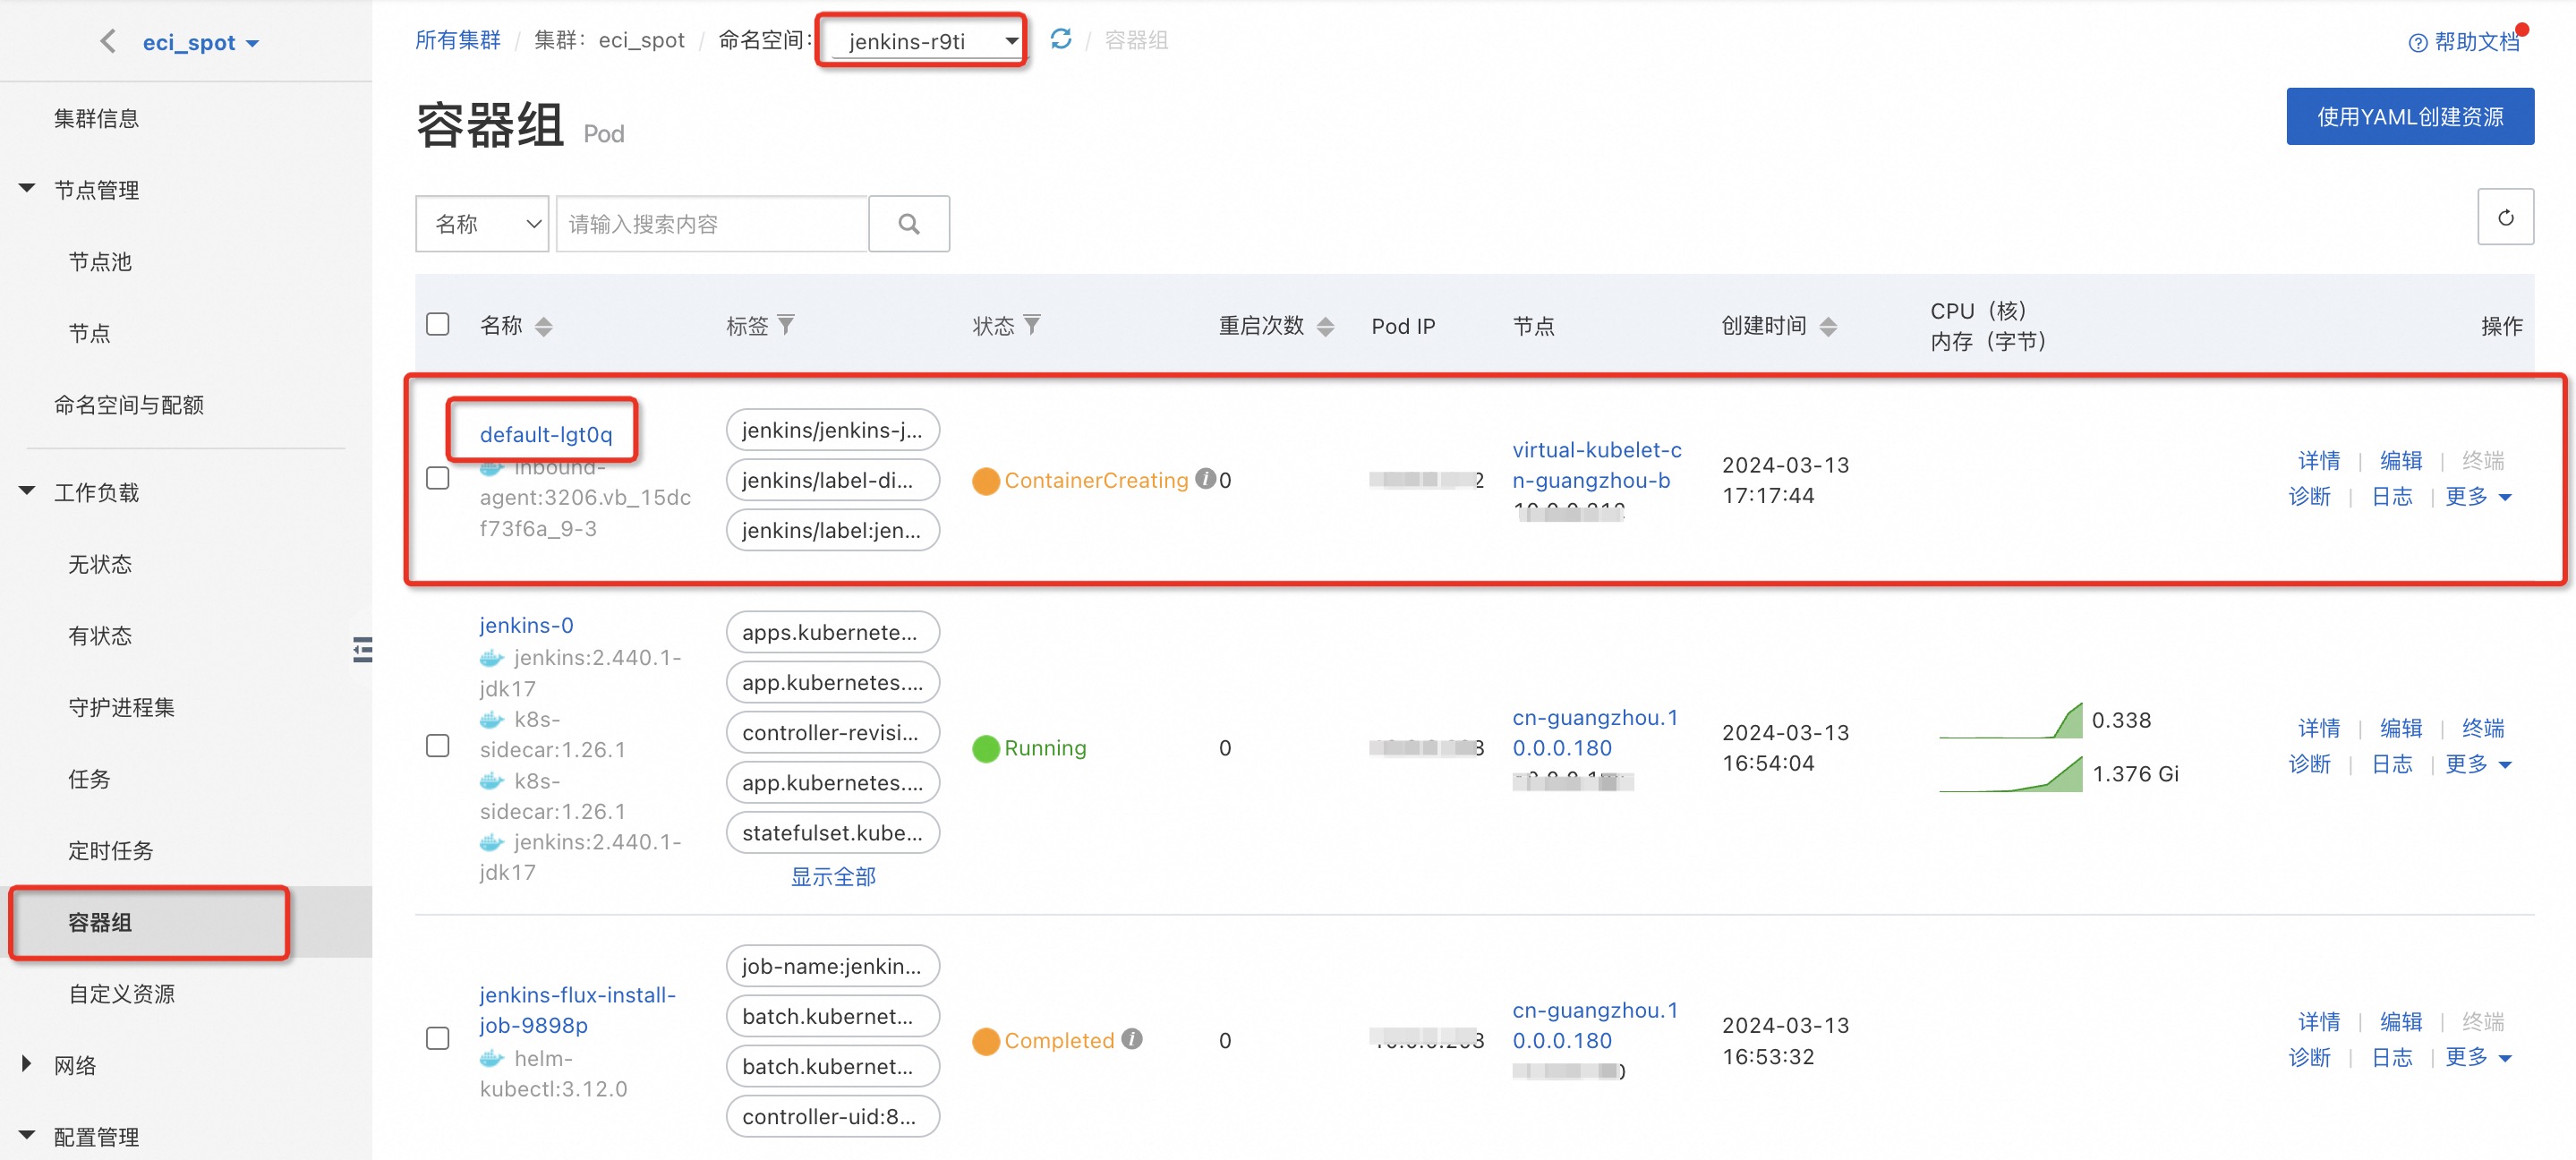 eci_spot
集群信息
节点管理
节点池
节点
命名空间与配额
工作负载
无状态
有状态
守护进程集
任务
定时任务
容器组
自定义资源
网络
配置管理
所有集群 / 集群: eci_spot / 命名空间: jenkins-r9ti / 容器组
帮助文档
容器组 Pod
使用YAML创建资源
名称 请输入搜索内容
名称 标签 状态 重启次数 Pod IP 节点 创建时间 CPU（核） 操作
内存（字节）
default-lgt0q
inbound-
agent:3206.vb_15dc
f73f6a_9-3
jenkins/jenkins-j...
jenkins/label-di...
jenkins/label:jen...
ContainerCreating
0
virtual-kubelet-c
n-guangzhou-b
2024-03-13
17:17:44
详情 | 编辑 | 终端
诊断 | 日志 | 更多
jenkins-0
jenkins:2.440.1-
jdk17
k8s-
sidecar:1.26.1
k8s-
sidecar:1.26.1
jenkins:2.440.1-
jdk17
apps.kubernete...
app.kubernetes....
controller-revisi...
app.kubernetes....
statefulset.kube...
显示全部
Running
0
cn-guangzhou.1
0.0.0.180
2024-03-13
16:54:04
0.338
1.376 Gi
详情 | 编辑 | 终端
诊断 | 日志 | 更多
jenkins-flux-install-
job-9898p
helm-
kubectl:3.12.0
job-name:jenkin...
batch.kubernet...
batch.kubernet...
controller-uid:8...
Completed
0
cn-guangzhou.1
0.0.0.180
2024-03-13
16:53:32
详情 | 编辑 | 终端
诊断 | 日志 | 更多